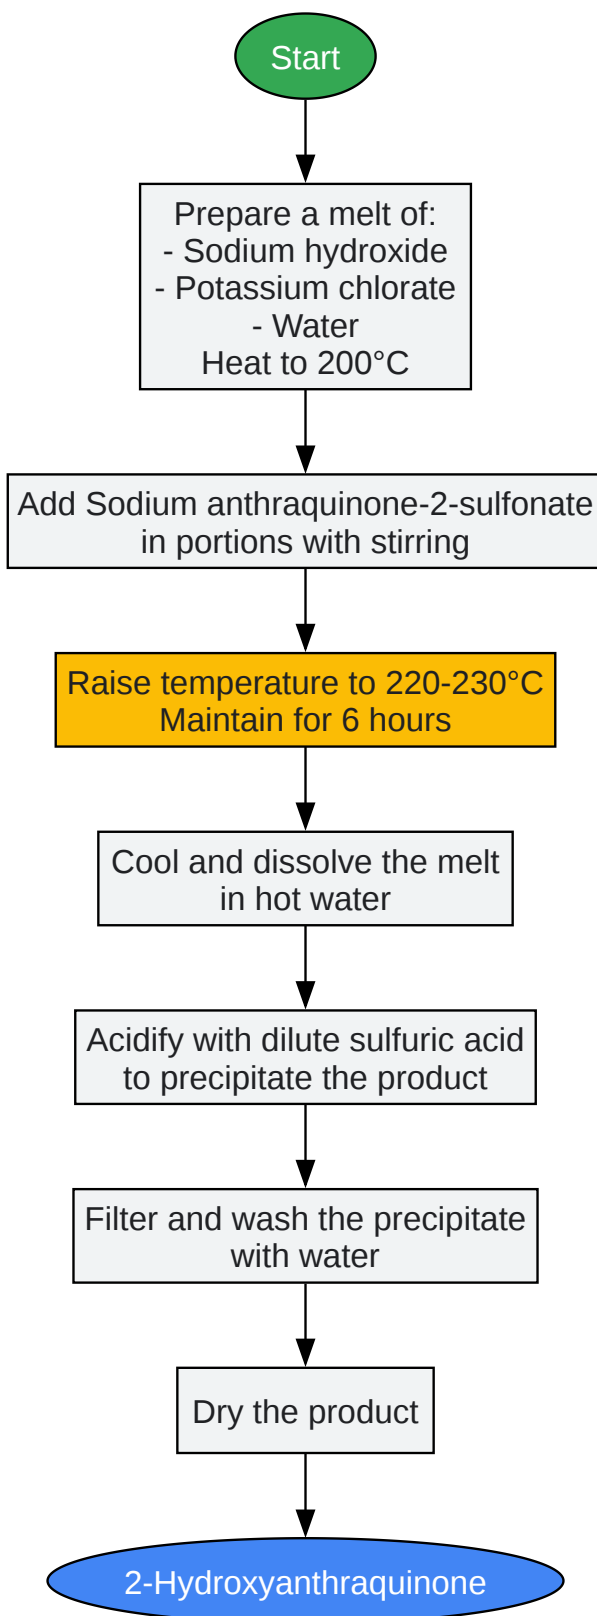 Start
Prepare a melt of:
- Sodium hydroxide
- Potassium chlorate
- Water
Heat to 200°C
Add Sodium anthraquinone-2-sulfonate
in portions with stirring
Raise temperature to 220-230°C
Maintain for 6 hours
Cool and dissolve the melt
in hot water
Acidify with dilute sulfuric acid
to precipitate the product
Filter and wash the precipitate
with water
Dry the product
2-Hydroxyanthraquinone